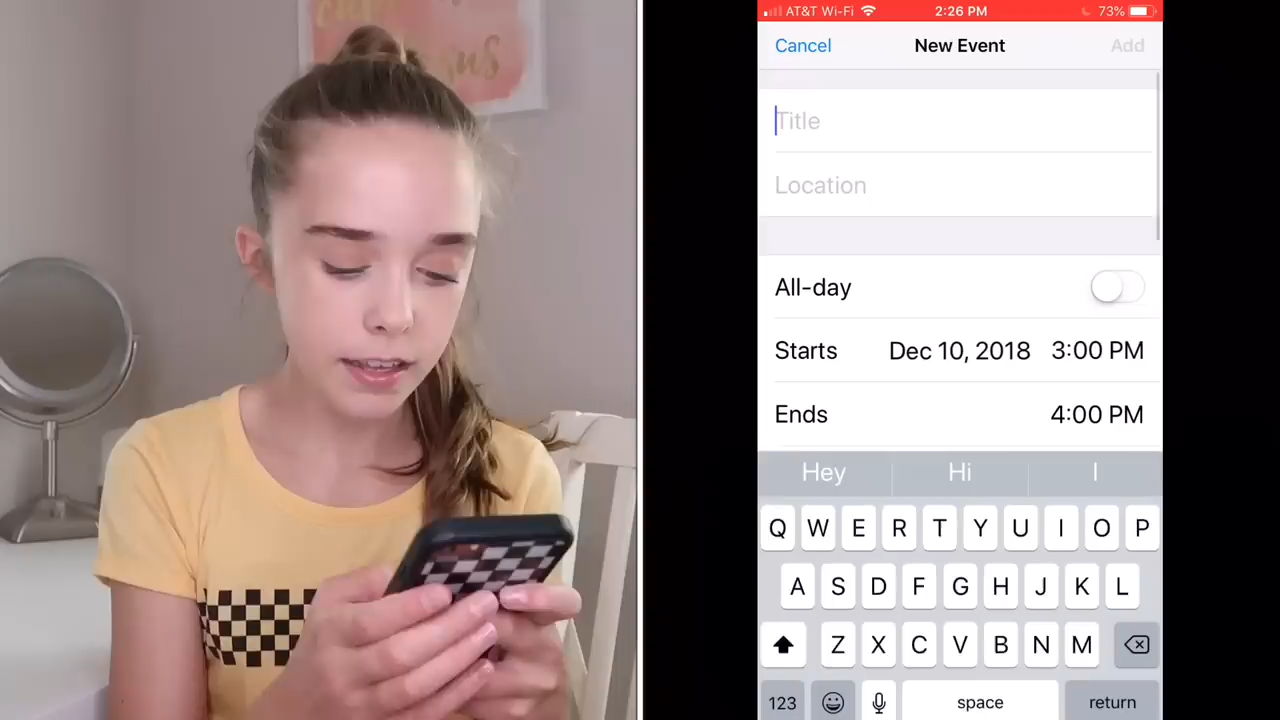 AT&T Wi-Fi 2:26 PM 73%
Cancel New Event Add
Title
Location
All-day
Starts Dec 10, 2018 3:00 PM
Ends 4:00 PM
Hey Hi I
Q W E R T Y U I O P
A S D F G H J K L
Z X C V B N M
123 space return